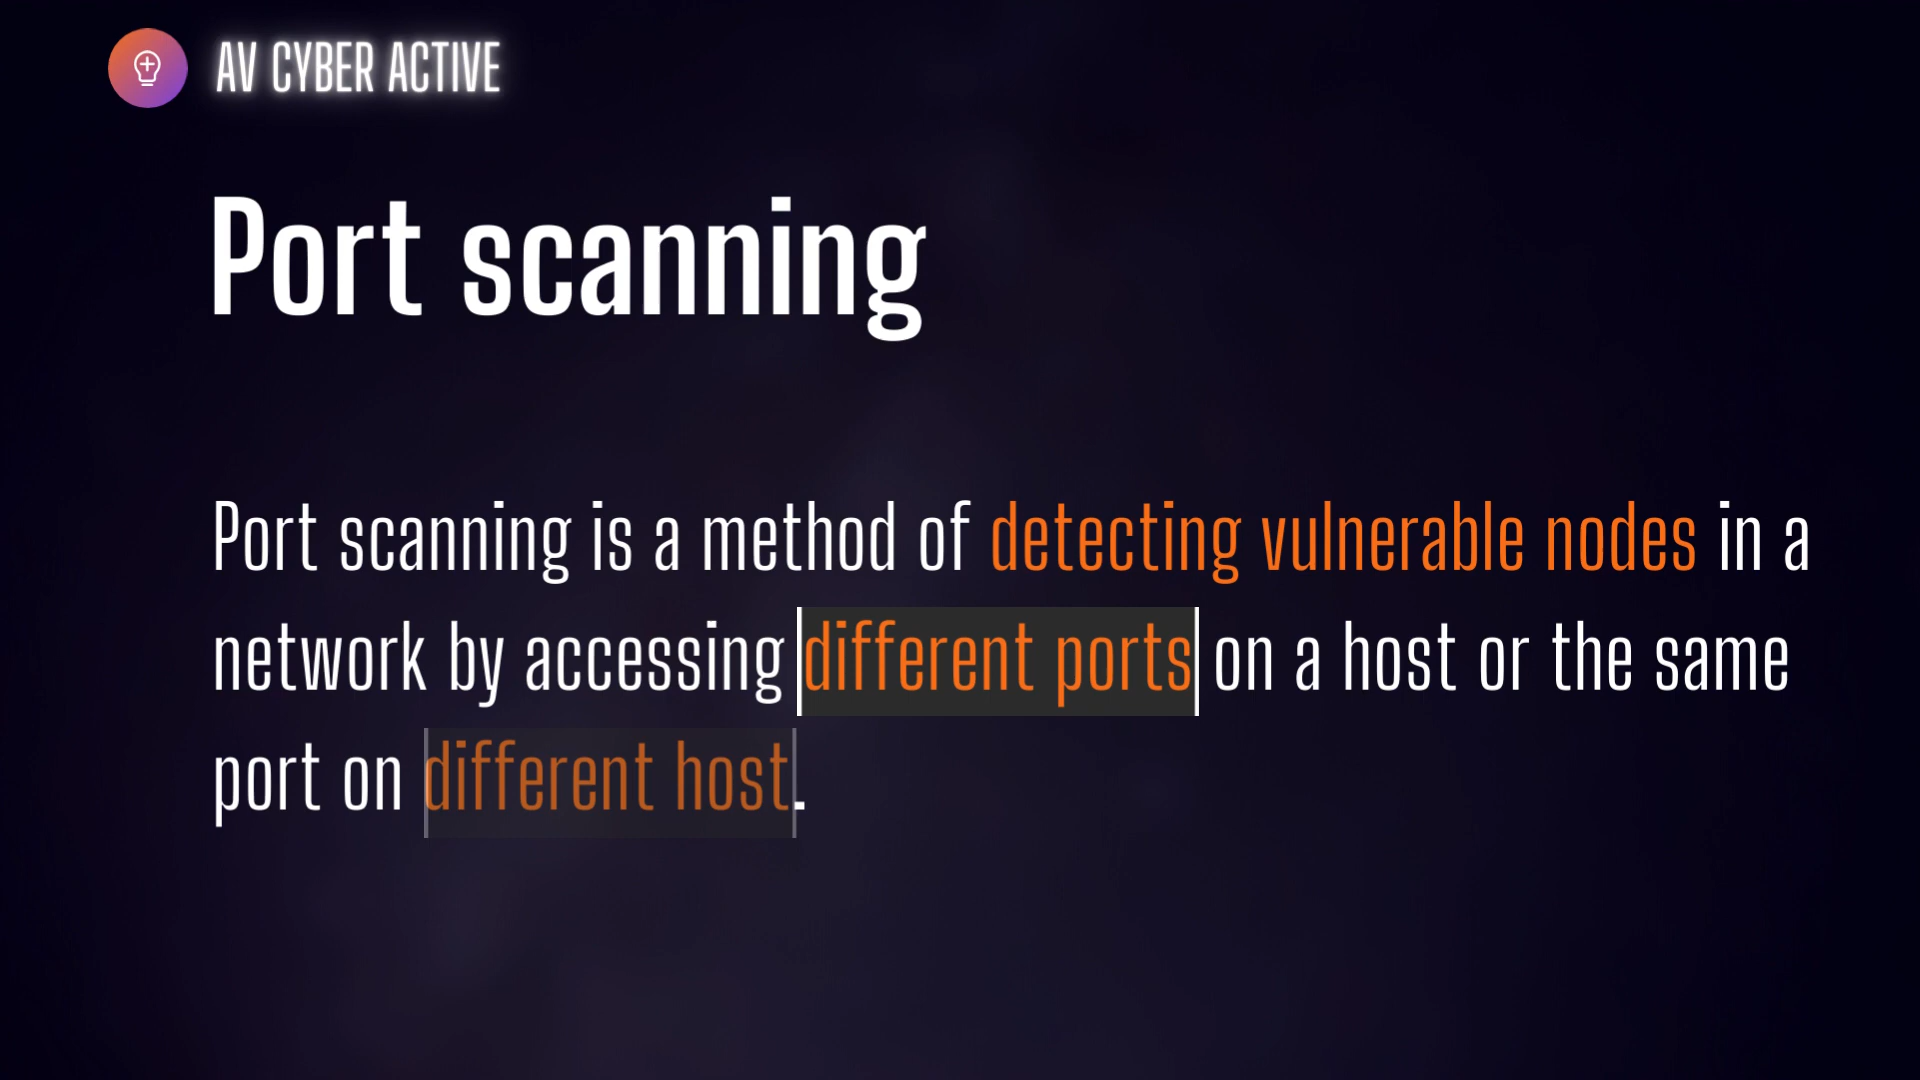 AV CYBER ACTIVE
Port scanning
Port scanning is a method of detecting vulnerable nodes in a
network by accessing different ports on a host or the same
port on different host.